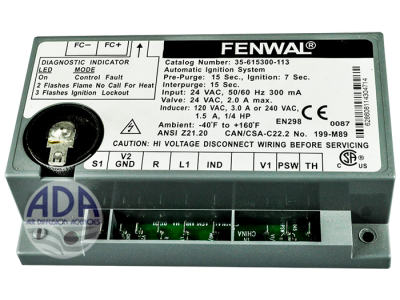 FC- FC+
DIAGNOSTIC INDICATOR
LED MODE
On Control Fault
2 Flashes Flame No Call For Heat
3 Flashes Ignition Lockout
FENWAL®
Catalog Number: 35-615300-113
Automatic Ignition System
Pre-Purge: 15 Sec., Ignition: 7 Sec.
Interpurge: 15 Sec.
Input: 24 VAC, 50/60 Hz 300 mA
Valve: 24 VAC, 2.0 A max.
Inducer: 120 VAC, 3.0 A or 240 VAC,
1.5 A, 1/4 HP
Ambient: -40°F to +160°F
ANSI Z21.20 CAN/CSA-C22.2 No. 199-M89
EN298
0087
CAUTION: HI VOLTAGE DISCONNECT WIRING BEFORE SERVICING
S1 V2 GND R L1 IND V1 PSW TH
ADA
AIR DIFFUSION AGENCIES
CHINA